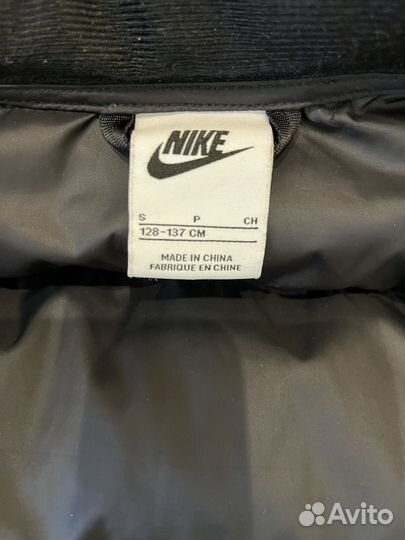 NIKE
S P CH
128-137 CM
MADE IN CHINA
FABRIQUE EN CHINE
Avito